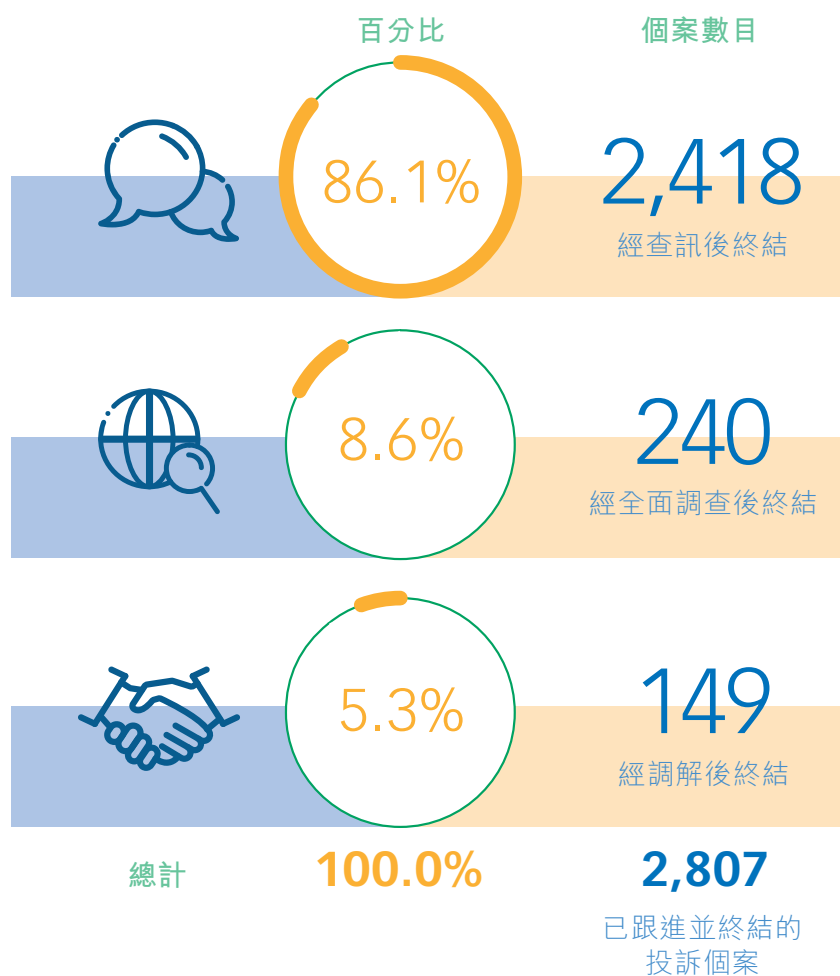 百分比 個案數目
86.1% 2,418
經查訊後終結
8.6% 240
經全面調查後終結
5.3% 149
經調解後終結
總計 100.0% 2,807
已跟進並終結的
投訴個案